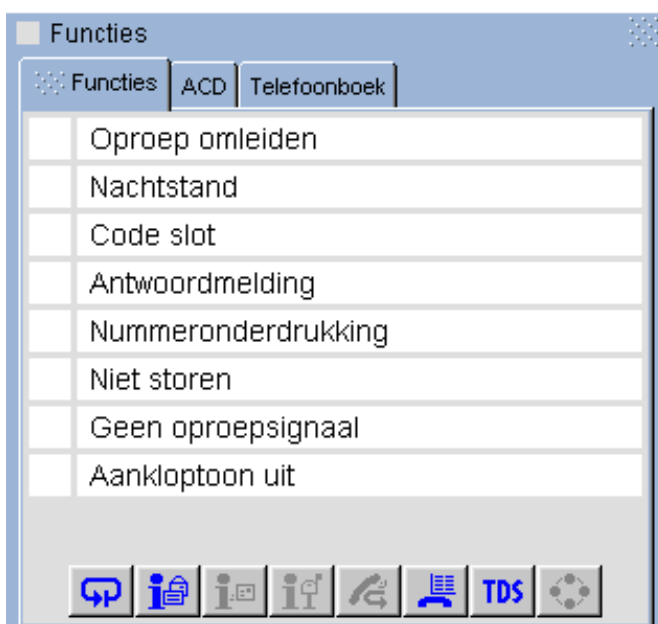 Functies
Functies ACD Telefoonboek
Oproep omleiden
Nachtstand
Code slot
Antwoordmelding
Nummeronderdrukking
Niet storen
Geen oproepsignaal
Aankloptoon uit
TDS